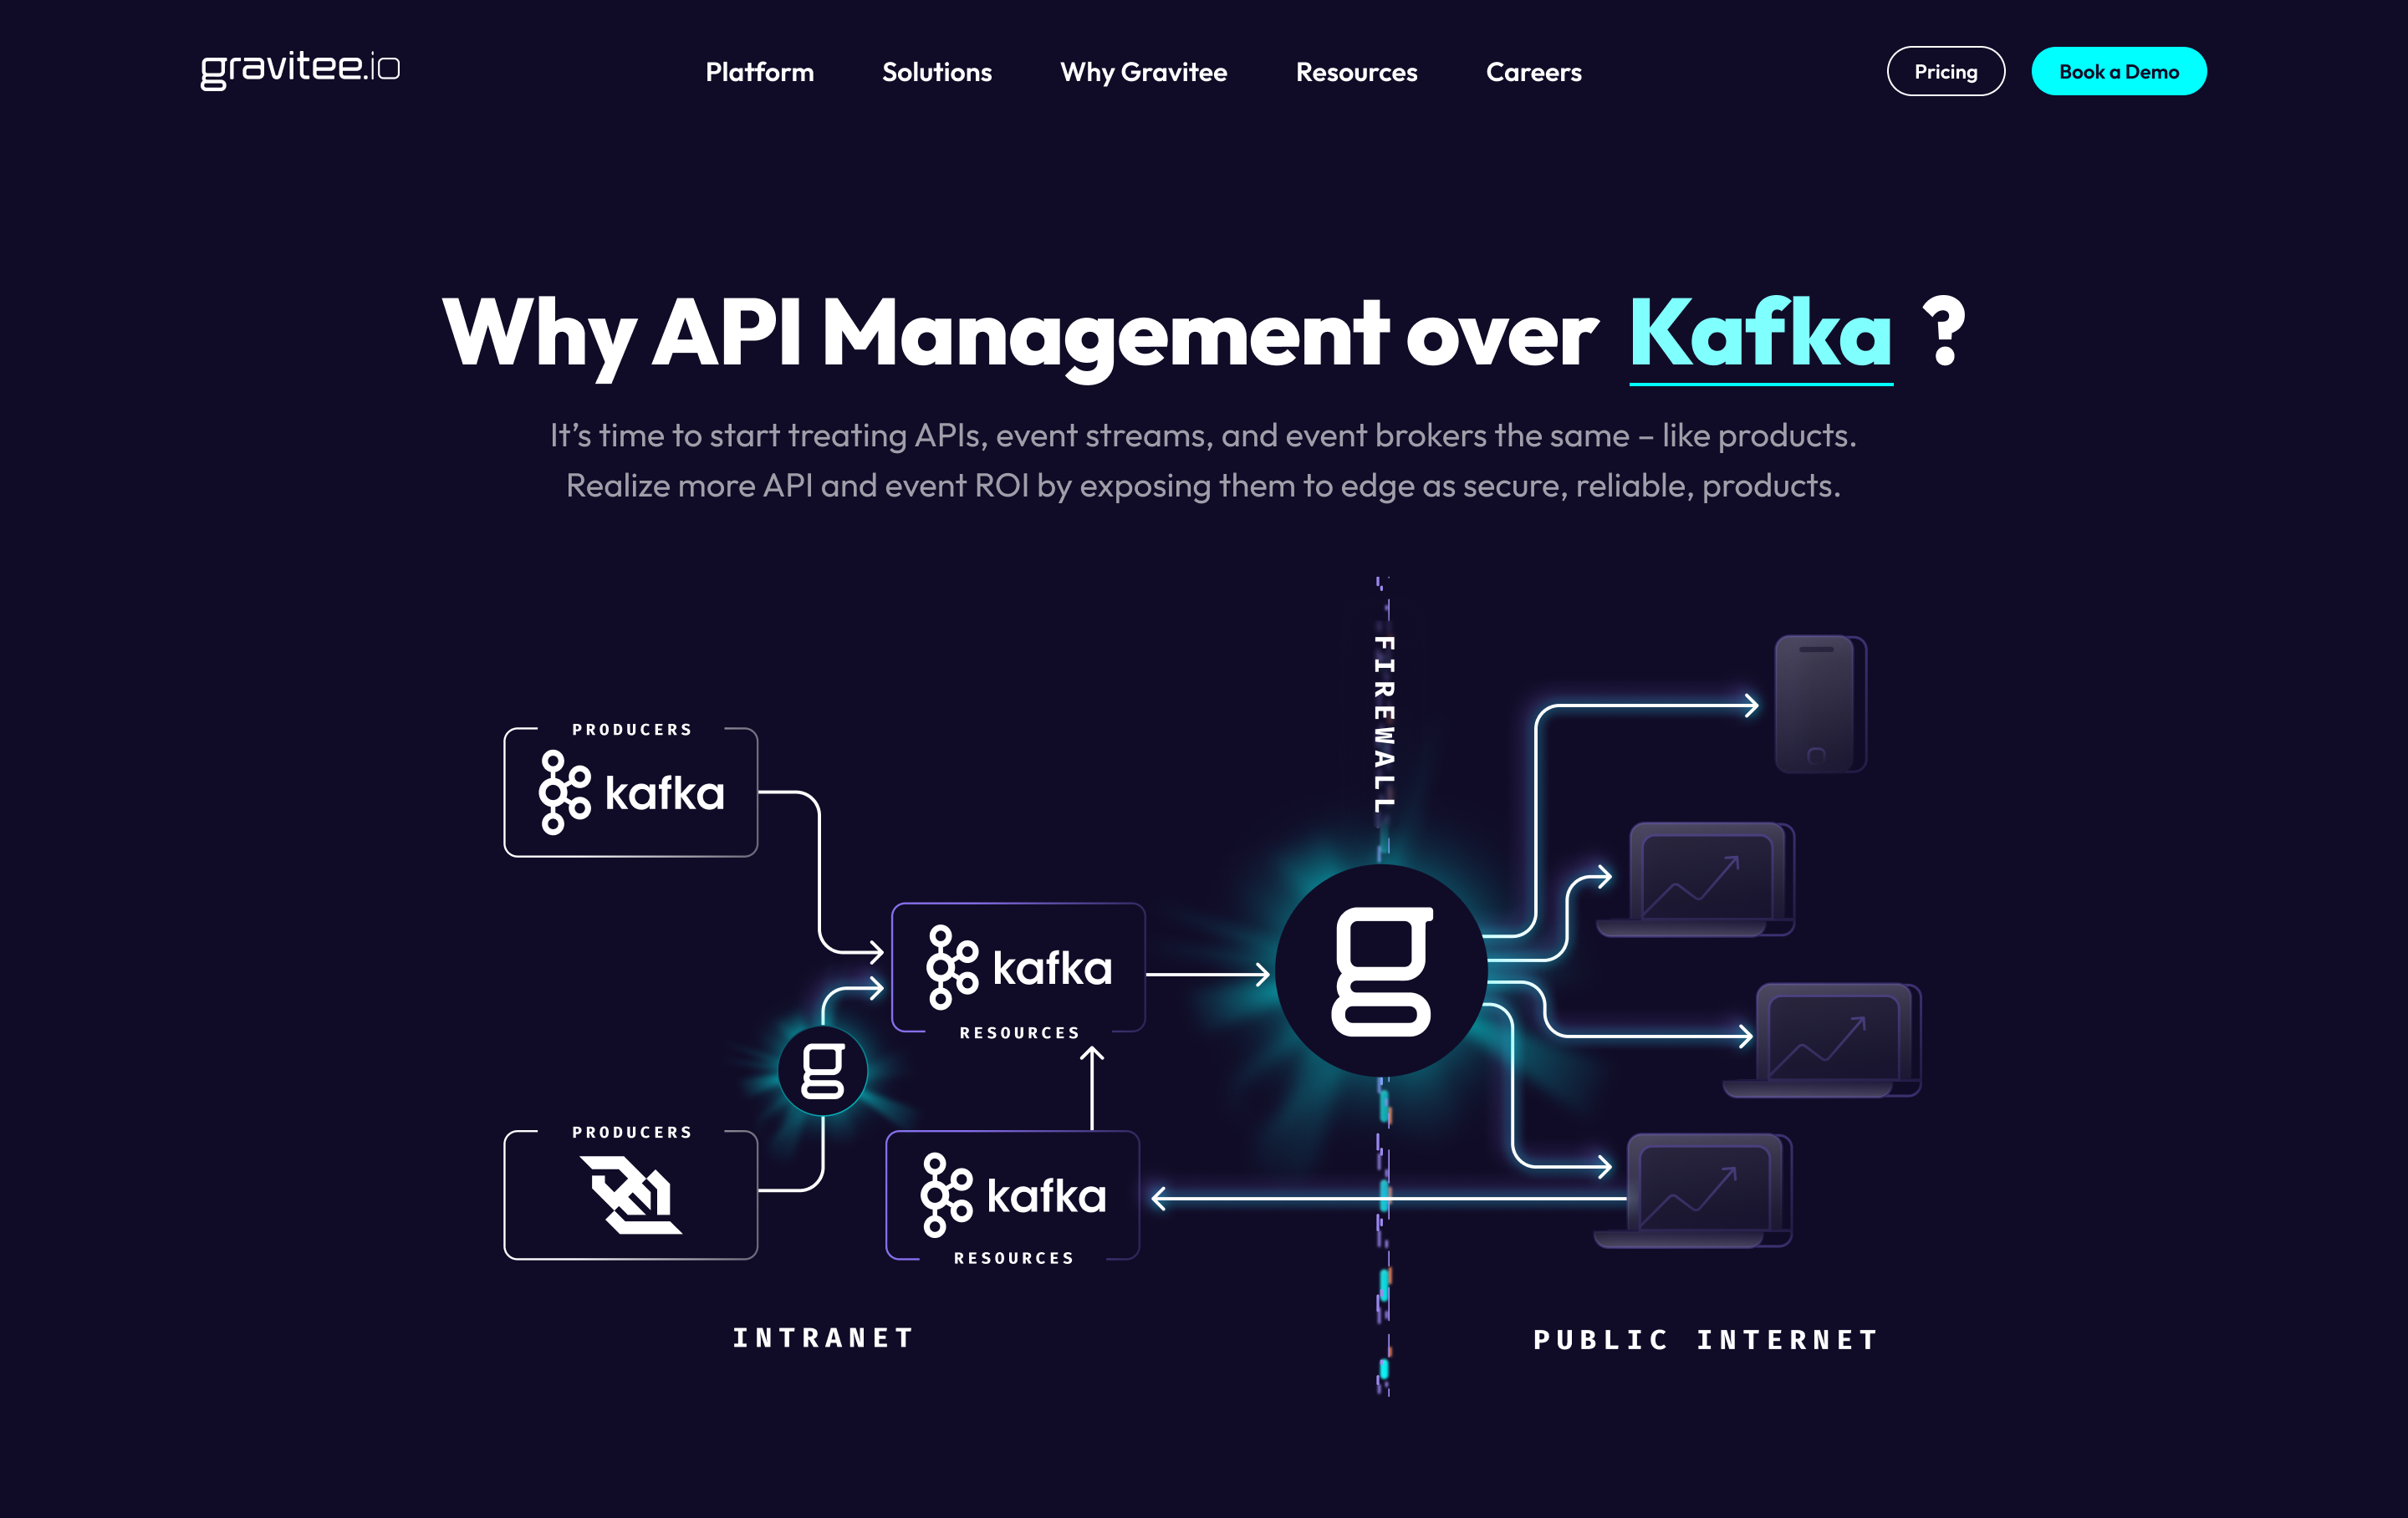 gravitee.io
Platform
Solutions
Why Gravitee
Resources
Careers
Pricing
Book a Demo
Why API Management over Kafka ?
It’s time to start treating APIs, event streams, and event brokers the same – like products.
Realize more API and event ROI by exposing them to edge as secure, reliable, products.
FIREWALL
PRODUCERS
kafka
kafka
RESOURCES
g
g
PRODUCERS
kafka
RESOURCES
INTRANET
PUBLIC INTERNET